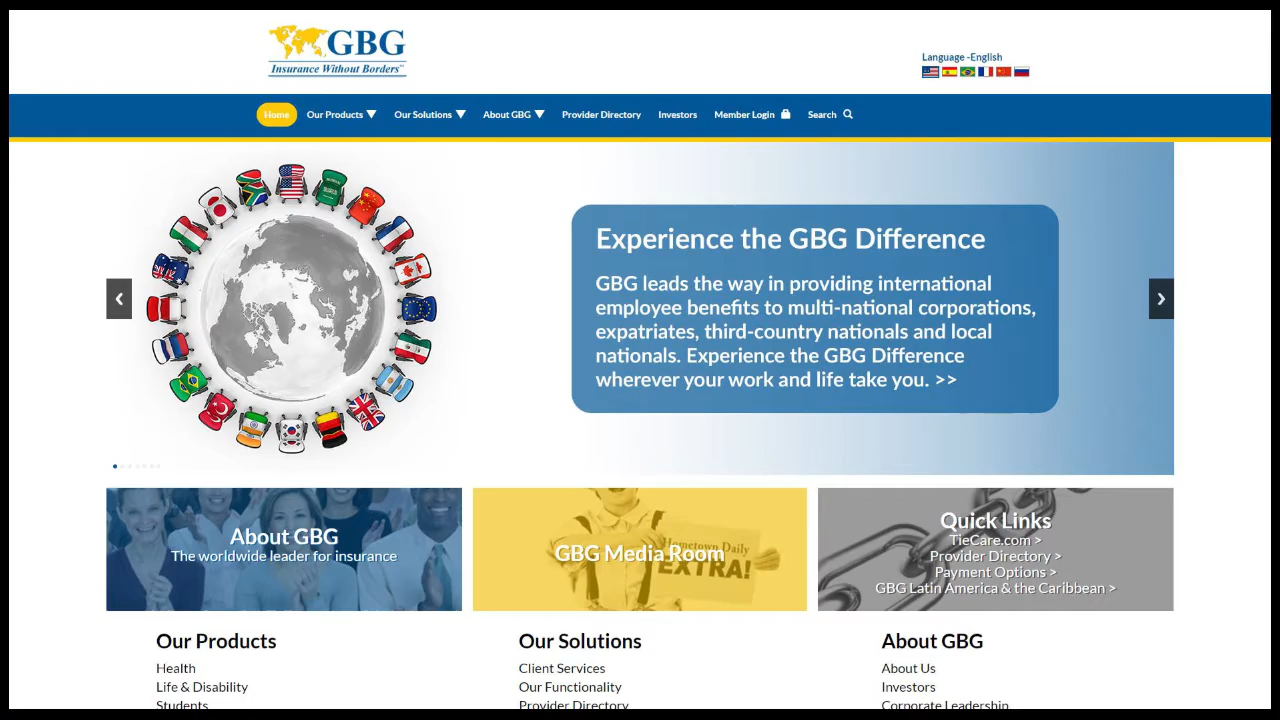 GBG
Insurance Without Borders
Language -English
Home Our Products Our Solutions About GBG Provider Directory Investors Member Login Search
Experience the GBG Difference
GBG leads the way in providing international
employee benefits to multi-national corporations,
expatriates, third-country nationals and local
nationals. Experience the GBG Difference
wherever your work and life take you. >>
About GBG
The worldwide leader for insurance
Hometown Daily
EXTRA!
GBG Media Room
Quick Links
TieCare.com >
Provider Directory >
Payment Options >
GBG Latin America & the Caribbean >
Our Products
Health
Life & Disability
Students
Our Solutions
Client Services
Our Functionality
Provider Directory
About GBG
About Us
Investors
Corporate Leadership